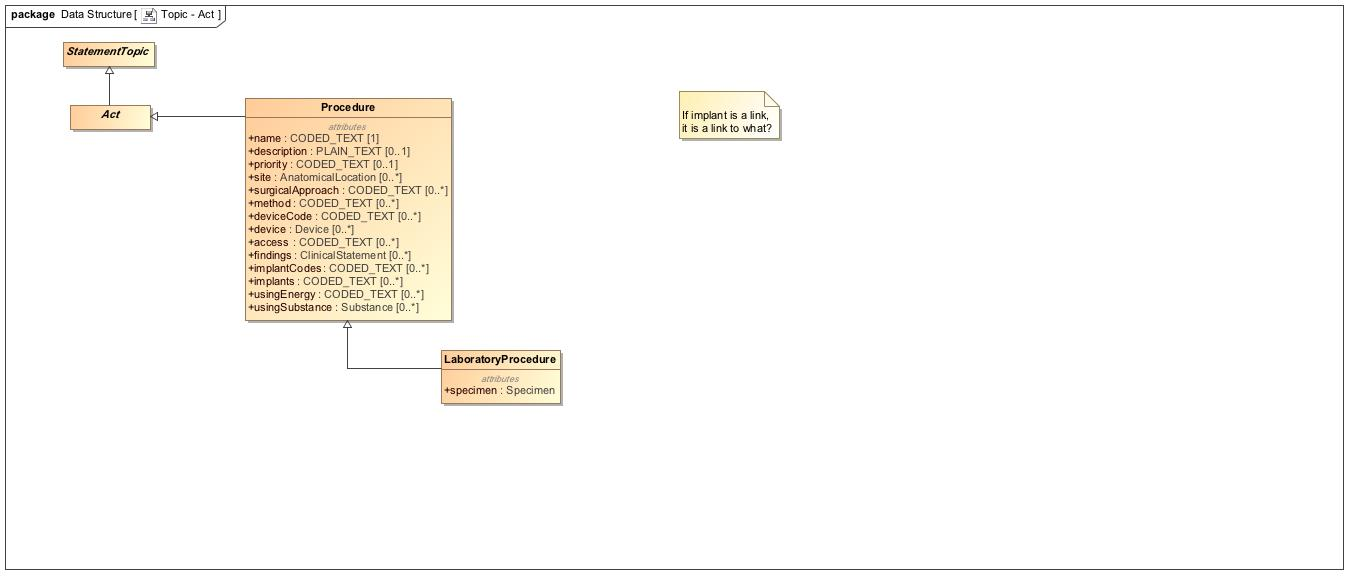 package Data Structure [ Topic - Act ]
StatementTopic
Act
Procedure
attributes
+name : CODED_TEXT [1]
+description : PLAIN_TEXT [0..1]
+priority : CODED_TEXT [0..1]
+site : AnatomicalLocation [0..*]
+surgicalApproach : CODED_TEXT [0..*]
+method : CODED_TEXT [0..*]
+deviceCode : CODED_TEXT [0..*]
+device : Device [0..*]
+access : CODED_TEXT [0..*]
+findings : ClinicalStatement [0..*]
+implantCodes : CODED_TEXT [0..*]
+implants : CODED_TEXT [0..*]
+usingEnergy : CODED_TEXT [0..*]
+usingSubstance : Substance [0..*]
If implant is a link,
it is a link to what?
LaboratoryProcedure
attributes
+specimen : Specimen